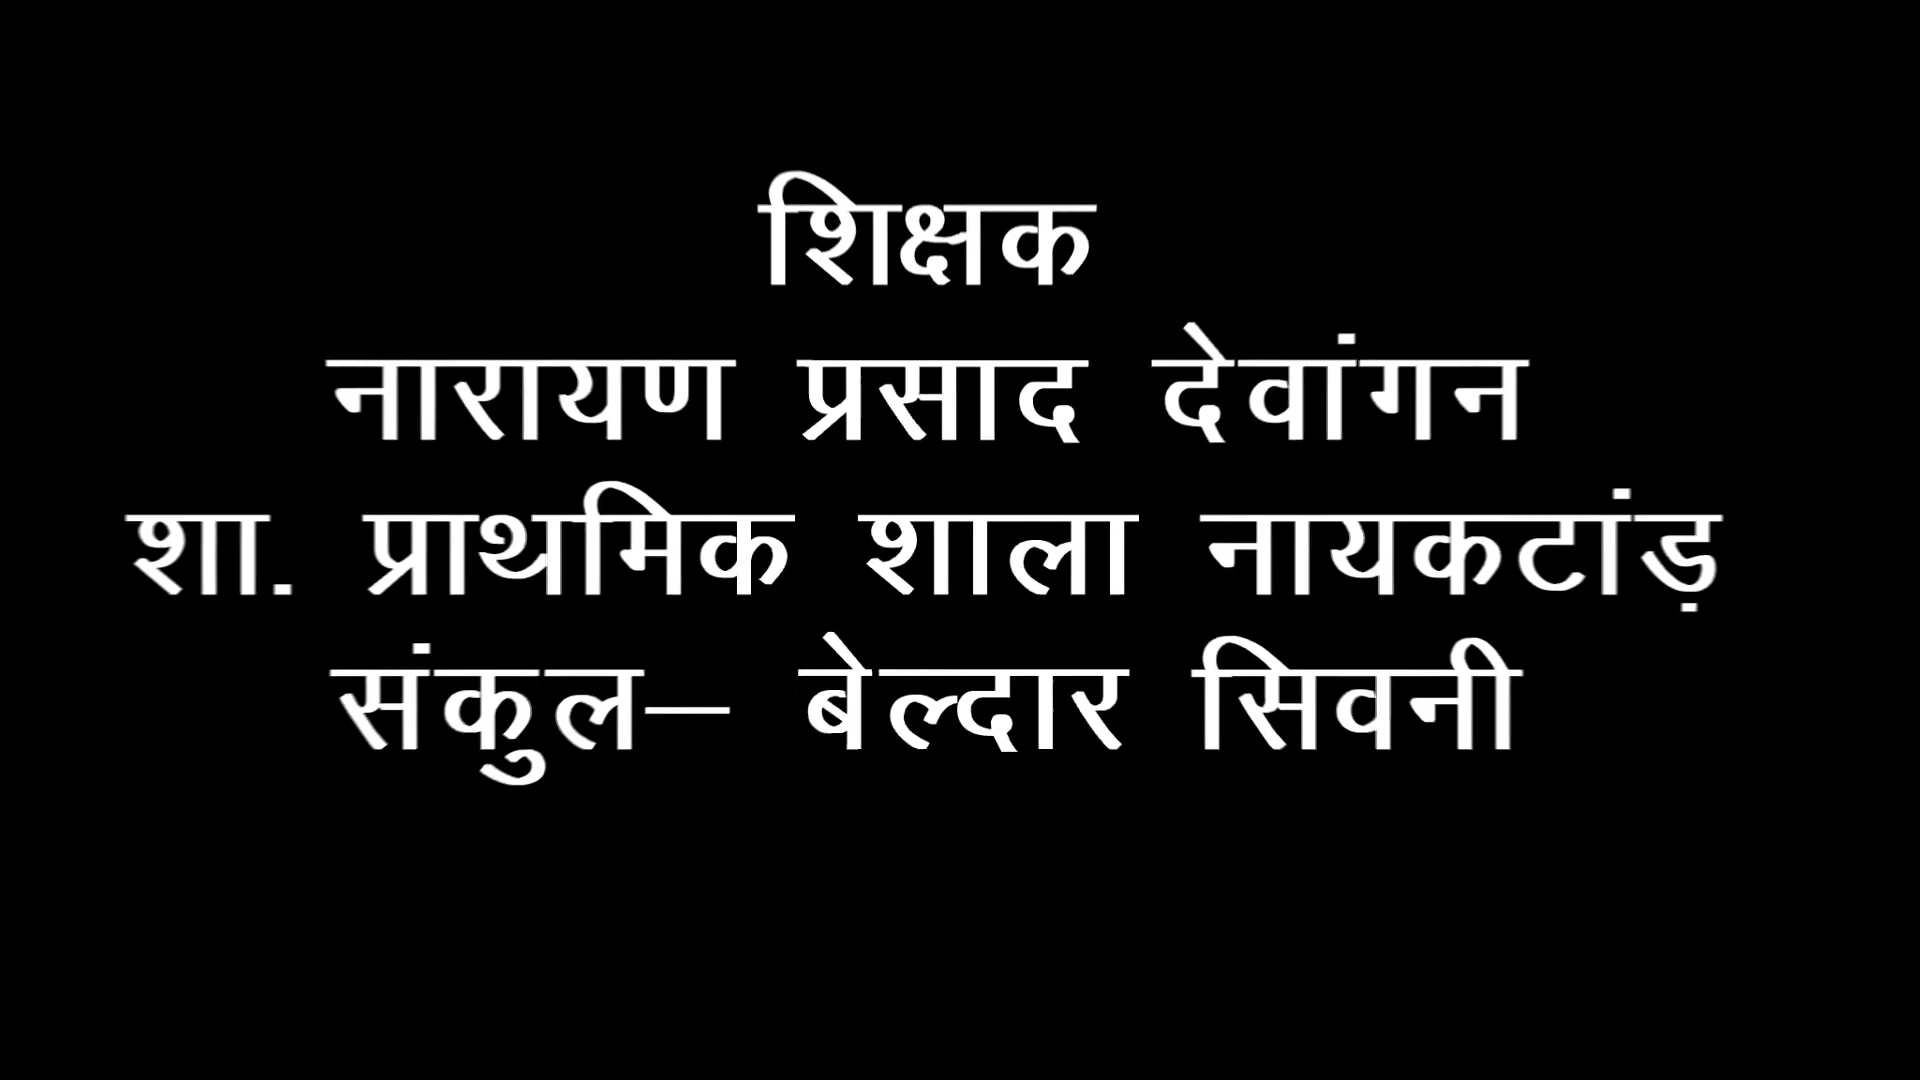 शिक्षक
नारायण प्रसाद देवांगन
शा. प्राथमिक शाला नायकटांड़
संकुल– बेल्दार सिवनी